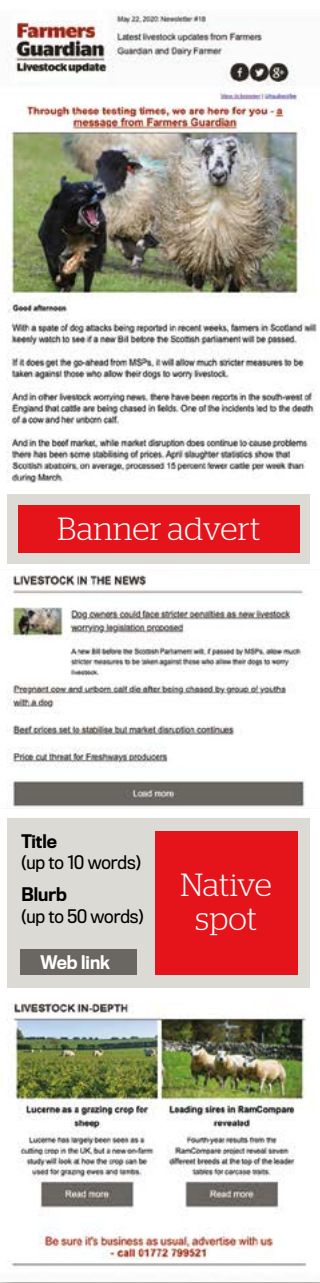 May 22, 2020: Newsletter #18
Farmers
Guardian
Livestock update
Latest livestock updates from Farmers
Guardian and Dairy Farmer
View in browser | Unsubscribe
Through these testing times, we are here for you - a
message from Farmers Guardian
Good afternoon
With a spate of dog attacks being reported in recent weeks, farmers in Scotland will
keenly watch to see if a new Bill before the Scottish parliament will be passed.
If it does get the go-ahead from MSPs, it will allow much stricter measures to be
taken against those who allow their dogs to worry livestock.
And in other livestock worrying news, there have been reports in the south-west of
England that cattle are being chased in fields. One of the incidents led to the death
of a cow and her unborn calf.
And in the beef market, while market disruption does continue to cause problems
there has been some stabilising of prices. April slaughter statistics show that
Scottish abattoirs, on average, processed 15 percent fewer cattle per week than
during March.
Banner advert
LIVESTOCK IN THE NEWS
Dog owners could face stricter penalties as new livestock
worrying legislation proposed
A new Bill before the Scottish Parliament will, if passed by MSPs, allow much
stricter measures to be taken against those who allow their dogs to worry
livestock.
Pregnant cow and unborn calf die after being chased by group of youths
with a dog
Beef prices set to stabilise but market disruption continues
Price cut threat for Freshways producers
Load more
Title
(up to 10 words)
Blurb
(up to 50 words)
Web link
Native
spot
LIVESTOCK IN-DEPTH
Lucerne as a grazing crop for
sheep
Lucerne has largely been seen as a
cutting crop in the UK, but a new on-farm
study will look at how the crop can be
used for grazing ewes and lambs.
Read more
Leading sires in RamCompare
revealed
Fourth-year results from the
RamCompare project reveal seven
different breeds at the top of the leader
tables for carcase traits.
Read more
Be sure it's business as usual, advertise with us
- call 01772 799521